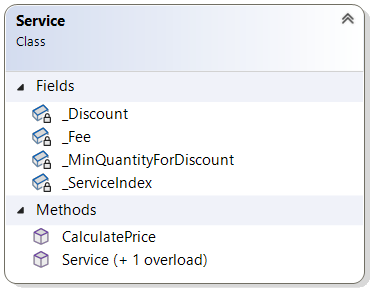 Service
Class
Fields
_Discount
_Fee
_MinQuantityForDiscount
_ServiceIndex
Methods
CalculatePrice
Service (+ 1 overload)